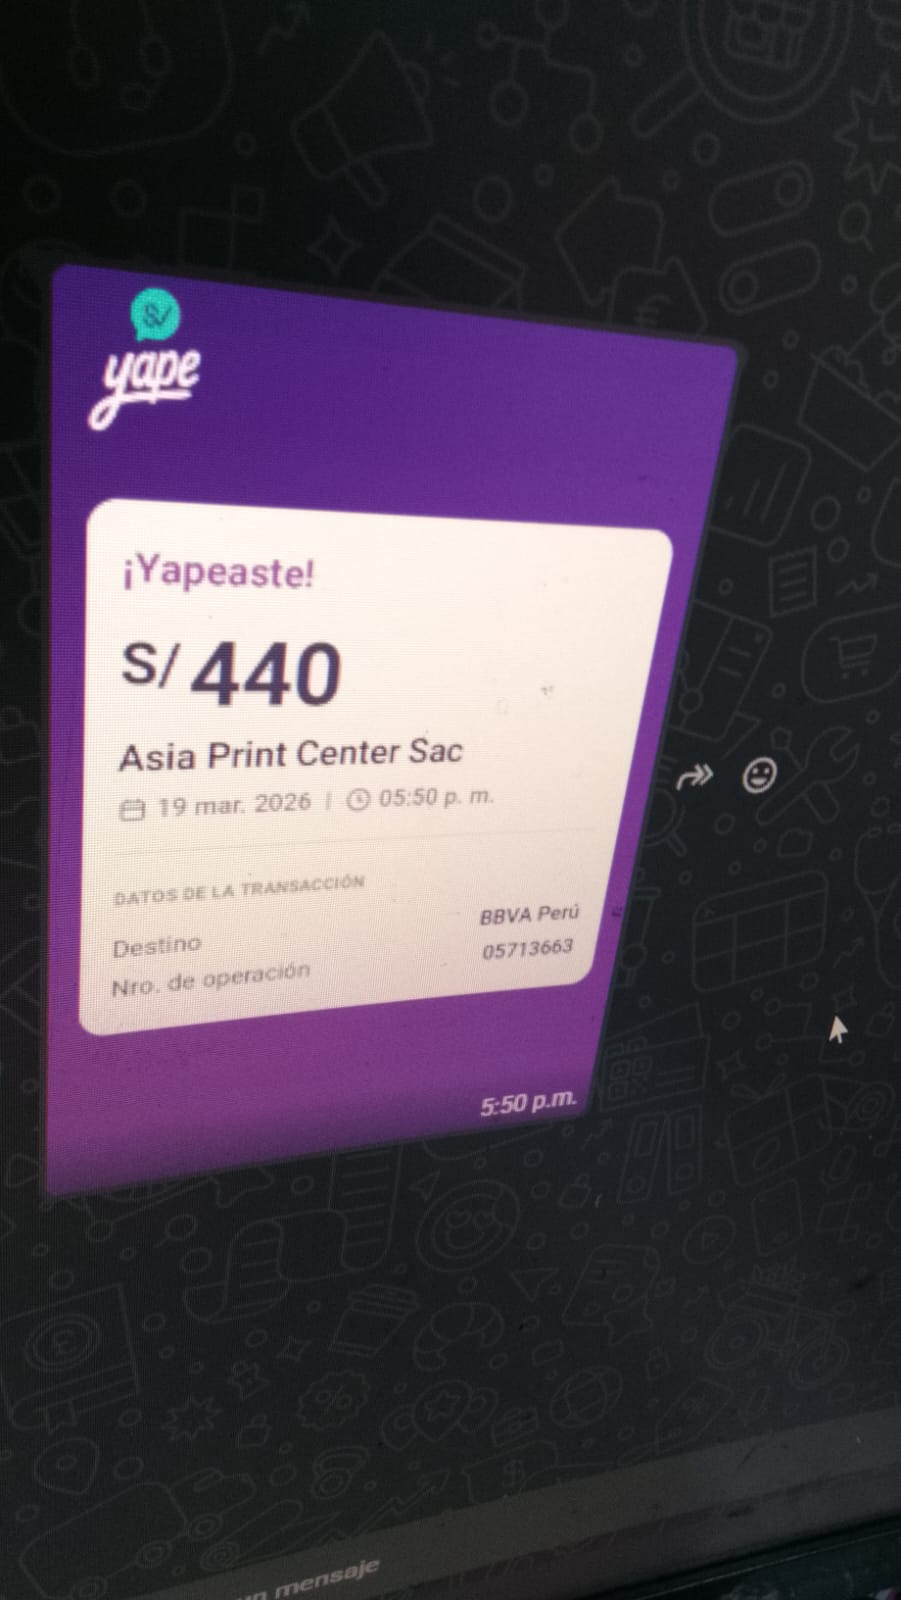 S/
yape
¡Yapeaste!
S/ 440
Asia Print Center Sac
19 mar. 2026 | 05:50 p. m.
DATOS DE LA TRANSACCIÓN
Destino BBVA Perú
Nro. de operación 05713663
5:50 p.m.
un mensaje